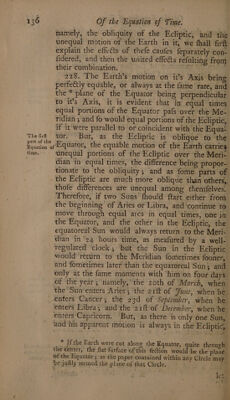 136 Of the Equation of Time.
namely, the obliquity of the Ecliptic, and the
unequal motion of the Earth in it, we shall first
explain the effects of these causes separately con-
sidered, and then the united effects resulting from
their combination.
228. The Earth's motion on it's Axis being
perfectly equable, or always at the same rate, and
the * plane of the Equator being perpendicular
to it's Axis, it is evident that in equal times
equal portions of the Equator pass over the Me-
ridian; and so would equal portions of the Ecliptic,
if it were parallel to or coincident with the Equa-
The first part of the Equation of time.
tor. But, as the Ecliptic is oblique to the
Equator, the equable motion of the Earth carries
unequal portions of the Ecliptic over the Meri-
dian in equal times, the difference being propor-
tionate to the obliquity; and as some parts of
the Ecliptic are much more oblique than others,
those differences are unequal among themselves.
Therefore, if two Suns should start either from
the beginning of Aries or Libra, and continue to
move through equal arcs in equal times, one in
the Equator, and the other in the Ecliptic, the
equatoreal Sun would always return to the Meri-
dian in 24 hours time, as measured by a well-
regulated clock; but the Sun in the Ecliptic
would return to the Meridian sometimes sooner,
and sometimes later than the equatoreal Sun; and
only at the same moments with him on four days
of the year; namely, the 20th of March, when
the Sun enters Aries; the 21st of June, when he
enters Cancer; the 23d of September, when he
enters Libra; and the 21st of December, when he
enters Capricorn. But, as there is only one Sun,
and his apparent motion is always in the Ecliptic,
* If the Earth were cut along the Equator, quite through
the center, the flat surface of this section would be the plane
of the Equator; as the paper contained within any Circle may
be justly termed the plane of that Circle.